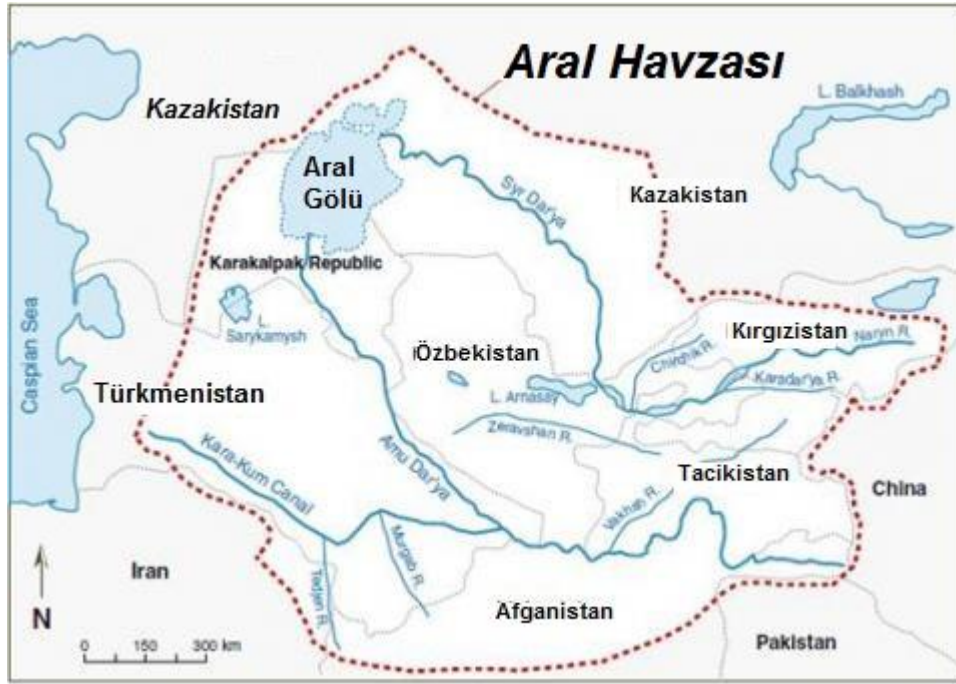 Aral Havzası
Kazakistan
L. Balkhash
Aral
Gölü
Syr Dar'ya
Kazakistan
Karakalpak Republic
L.
Sarykamysh
Caspian Sea
Özbekistan
Chirchik R.
Kırgızistan
Naryn R.
Karadar'ya R.
Türkmenistan
L. Arnasay
Zeravshan R.
Amu Dar'ya
Kara-Kum Canal
Tacikistan
Vakhsh R.
China
Murgab R.
Tedjen R.
Iran
Afganistan
Pakistan
N
0 150 300 km